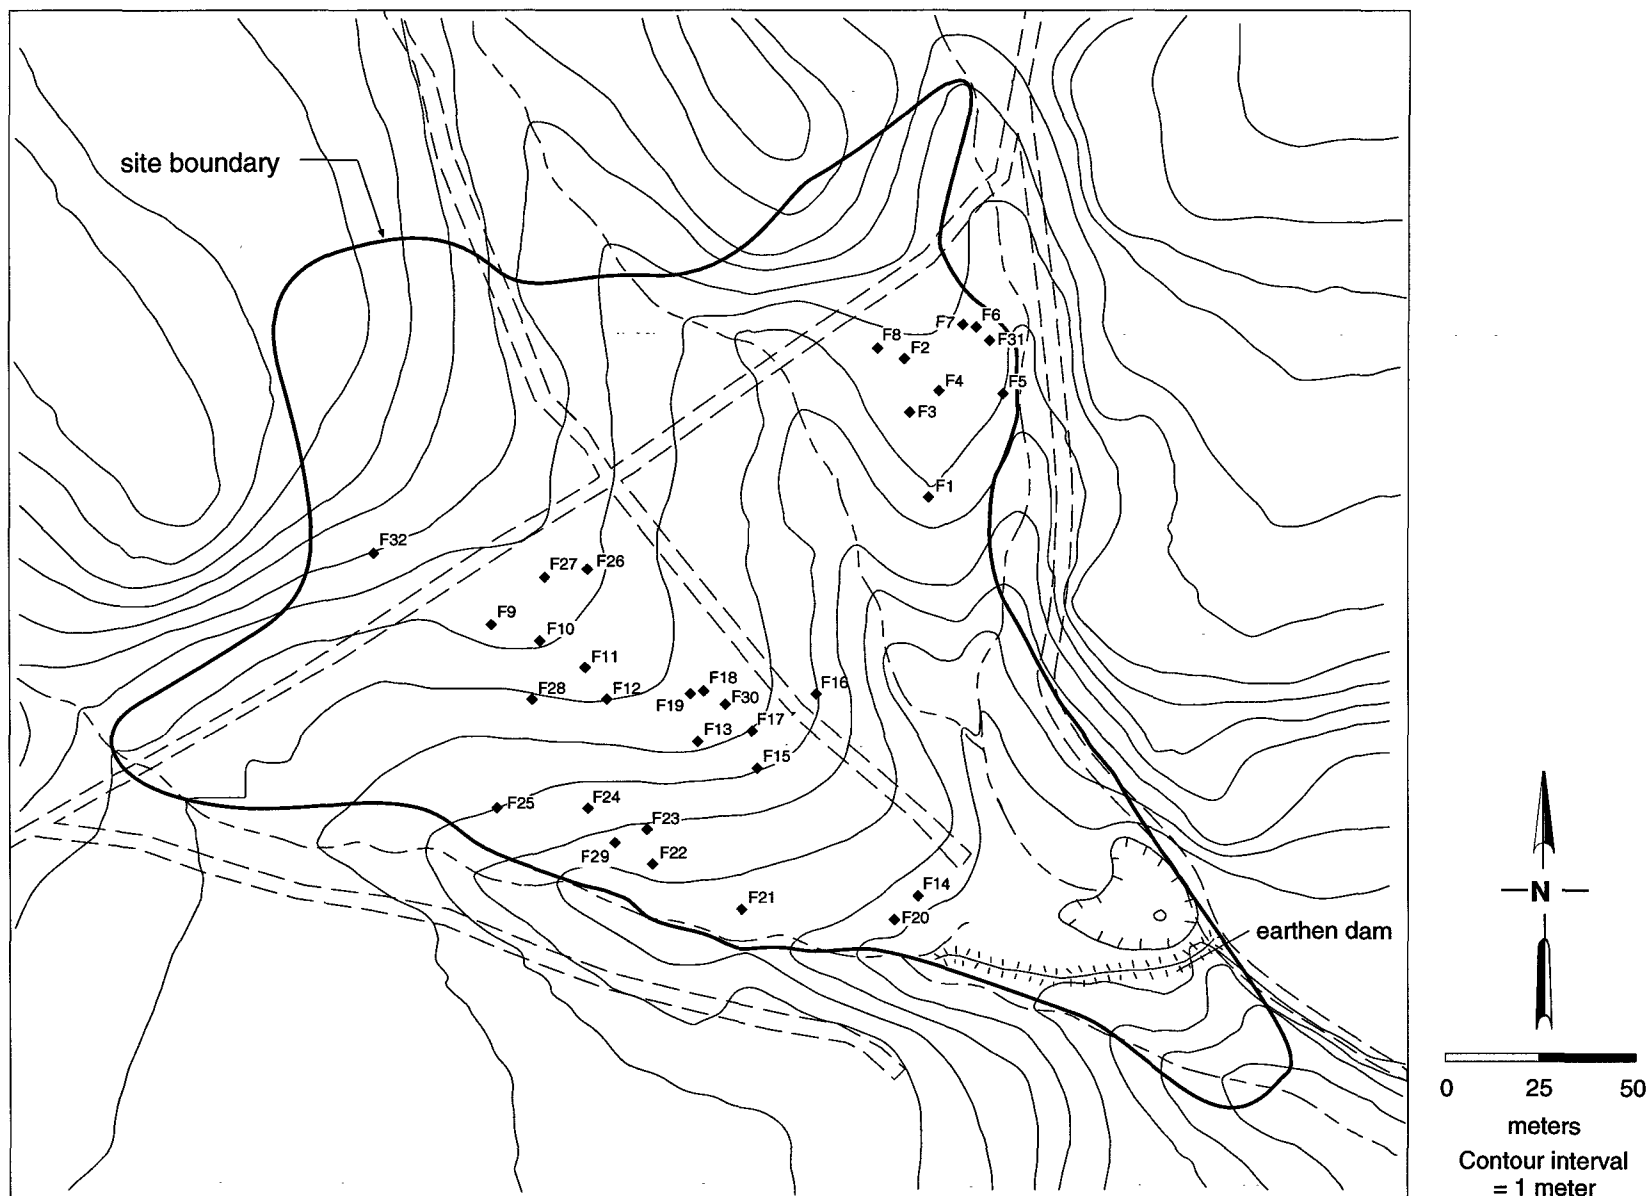 site boundary
F7
F6
F8
F2
F31
F4
F5
F3
F1
F32
F27
F26
F9
F10
F11
F18
F28
F12
F19
F30
F16
F17
F13
F15
F25
F24
F23
F29
F22
F14
F21
F20
N
earthen dam
0 25 50
meters
Contour interval
= 1 meter